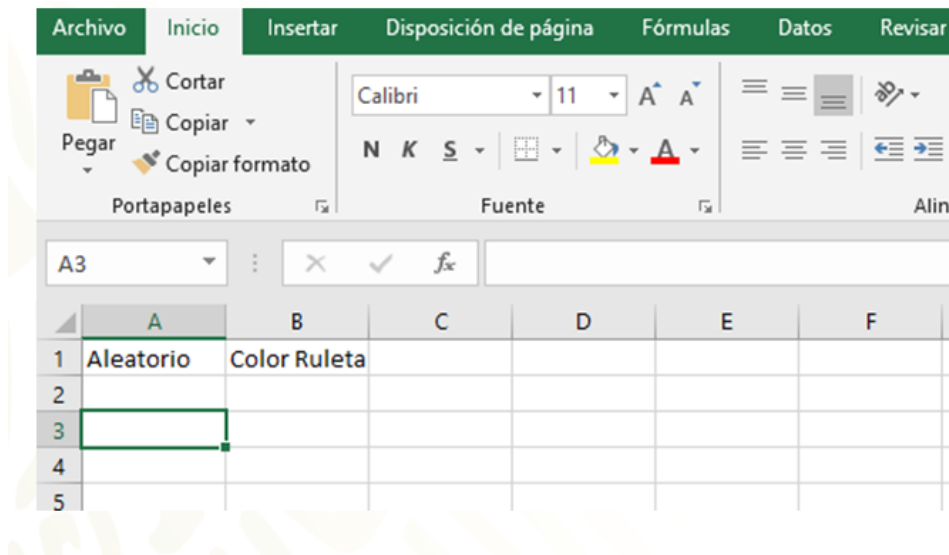 Archivo Inicio Insertar Disposición de página Fórmulas Datos Revisar
Cortar
Copiar
Pegar
Copiar formato
Portapapeles
Calibri 11 A A
N K S A
Fuente
Alin
A3 fx
A B C D E F
1 Aleatorio Color Ruleta
2
3
4
5